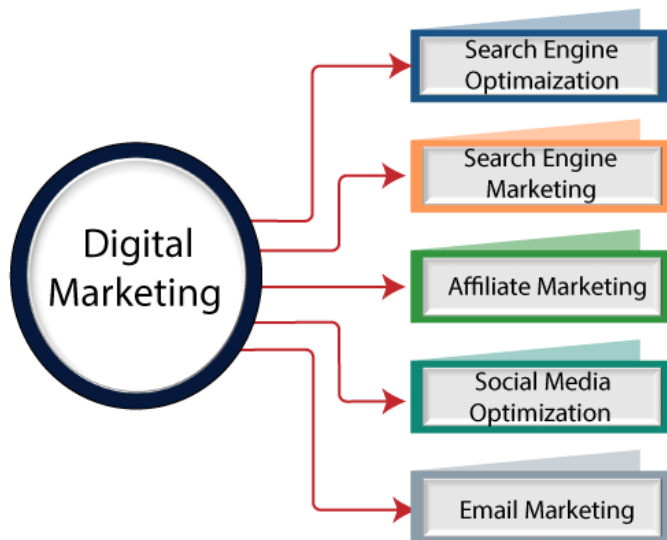 Digital
Marketing
Search Engine
Optimaization
Search Engine
Marketing
Affiliate Marketing
Social Media
Optimization
Email Marketing